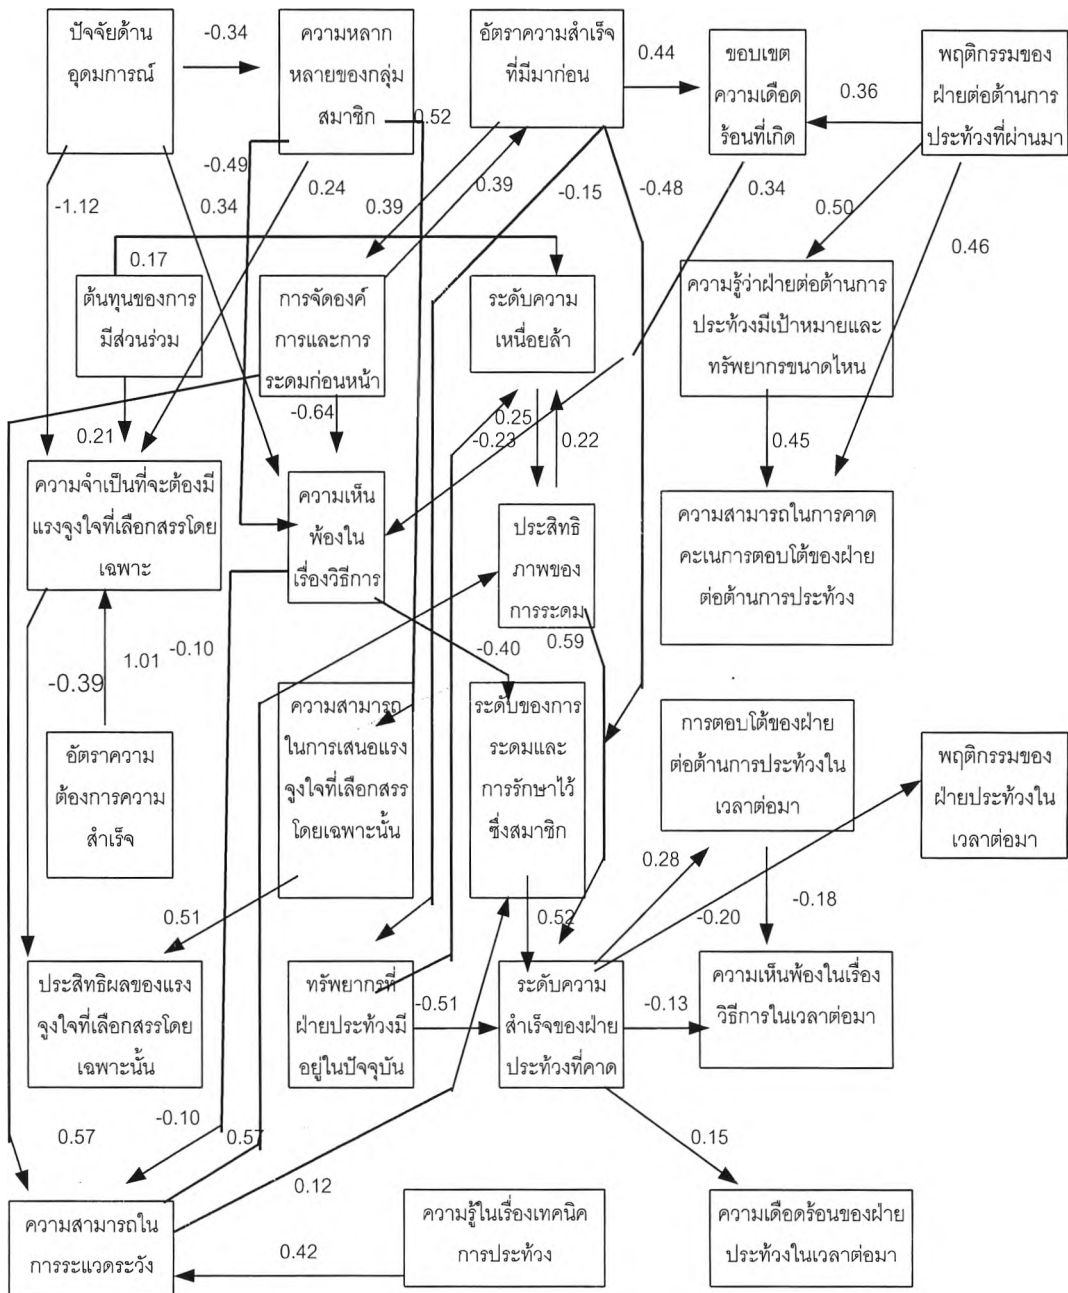 ปัจจัยด้าน
อุดมการณ์
-0.34
ความหลาก
หลายของกลุ่ม
สมาชิก
0.52
อัตราความสำเร็จ
ที่มีมาก่อน
0.44
ขอบเขต
ความเดือด
ร้อนที่เกิด
0.36
พฤติกรรมของ
ฝ่ายต่อต้านการ
ประท้วงที่ผ่านมา
-1.12
-0.49
0.34
0.24
0.39
0.39
-0.15
-0.48
0.34
0.50
0.46
0.17
ต้นทุนของการ
มีส่วนร่วม
การจัดองค์
การและการ
ระดมก่อนหน้า
ระดับความ
เหนื่อยล้า
ความรู้ว่าฝ่ายต่อต้านการ
ประท้วงมีเป้าหมายและ
ทรัพยากรขนาดไหน
0.21
-0.64
-0.23
0.25
0.22
0.45
ความจำเป็นที่จะต้องมี
แรงจูงใจที่เลือกสรรโดย
เฉพาะ
ความเห็น
พ้องใน
เรื่องวิธีการ
ประสิทธิ
ภาพของ
การระดม
ความสามารถในการคาด
คะเนการตอบโต้ของฝ่าย
ต่อต้านการประท้วง
-0.39
1.01
-0.10
-0.40
0.59
อัตราความ
ต้องการความ
สำเร็จ
ความสามารถ
ในการเสนอแรง
จูงใจที่เลือกสรร
โดยเฉพาะนั้น
ระดับของการ
ระดมและ
การรักษาไว้
ซึ่งสมาชิก
การตอบโต้ของฝ่าย
ต่อต้านการประท้วงใน
เวลาต่อมา
พฤติกรรมของ
ฝ่ายประท้วงใน
เวลาต่อมา
0.51
0.52
0.28
-0.20
-0.18
ประสิทธิผลของแรง
จูงใจที่เลือกสรรโดย
เฉพาะนั้น
ทรัพยากรที่
ฝ่ายประท้วงมี
อยู่ในปัจจุบัน
-0.51
ระดับความ
สำเร็จของฝ่าย
ประท้วงที่คาด
-0.13
ความเห็นพ้องในเรื่อง
วิธีการในเวลาต่อมา
0.57
-0.10
0.57
0.12
0.15
ความสามารถใน
การระแวดระวัง
0.42
ความรู้ในเรื่องเทคนิค
การประท้วง
ความเดือดร้อนของฝ่าย
ประท้วงในเวลาต่อมา